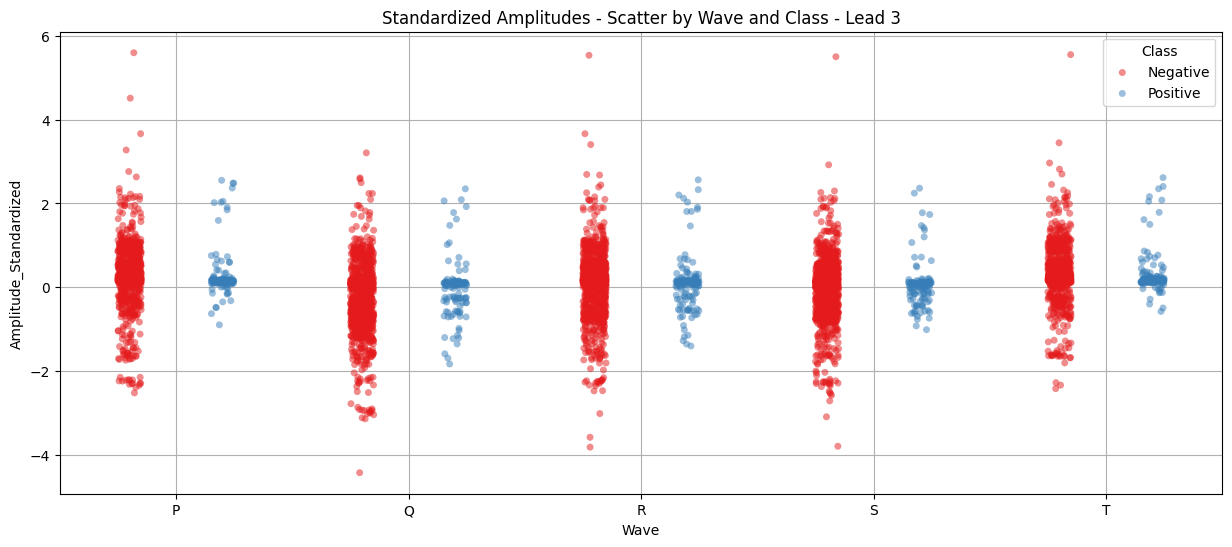 Standardized Amplitudes - Scatter by Wave and Class - Lead 3
Class
Negative
Positive
Amplitude_Standardized
6
4
2
0
−2
−4
P Q R S T
Wave